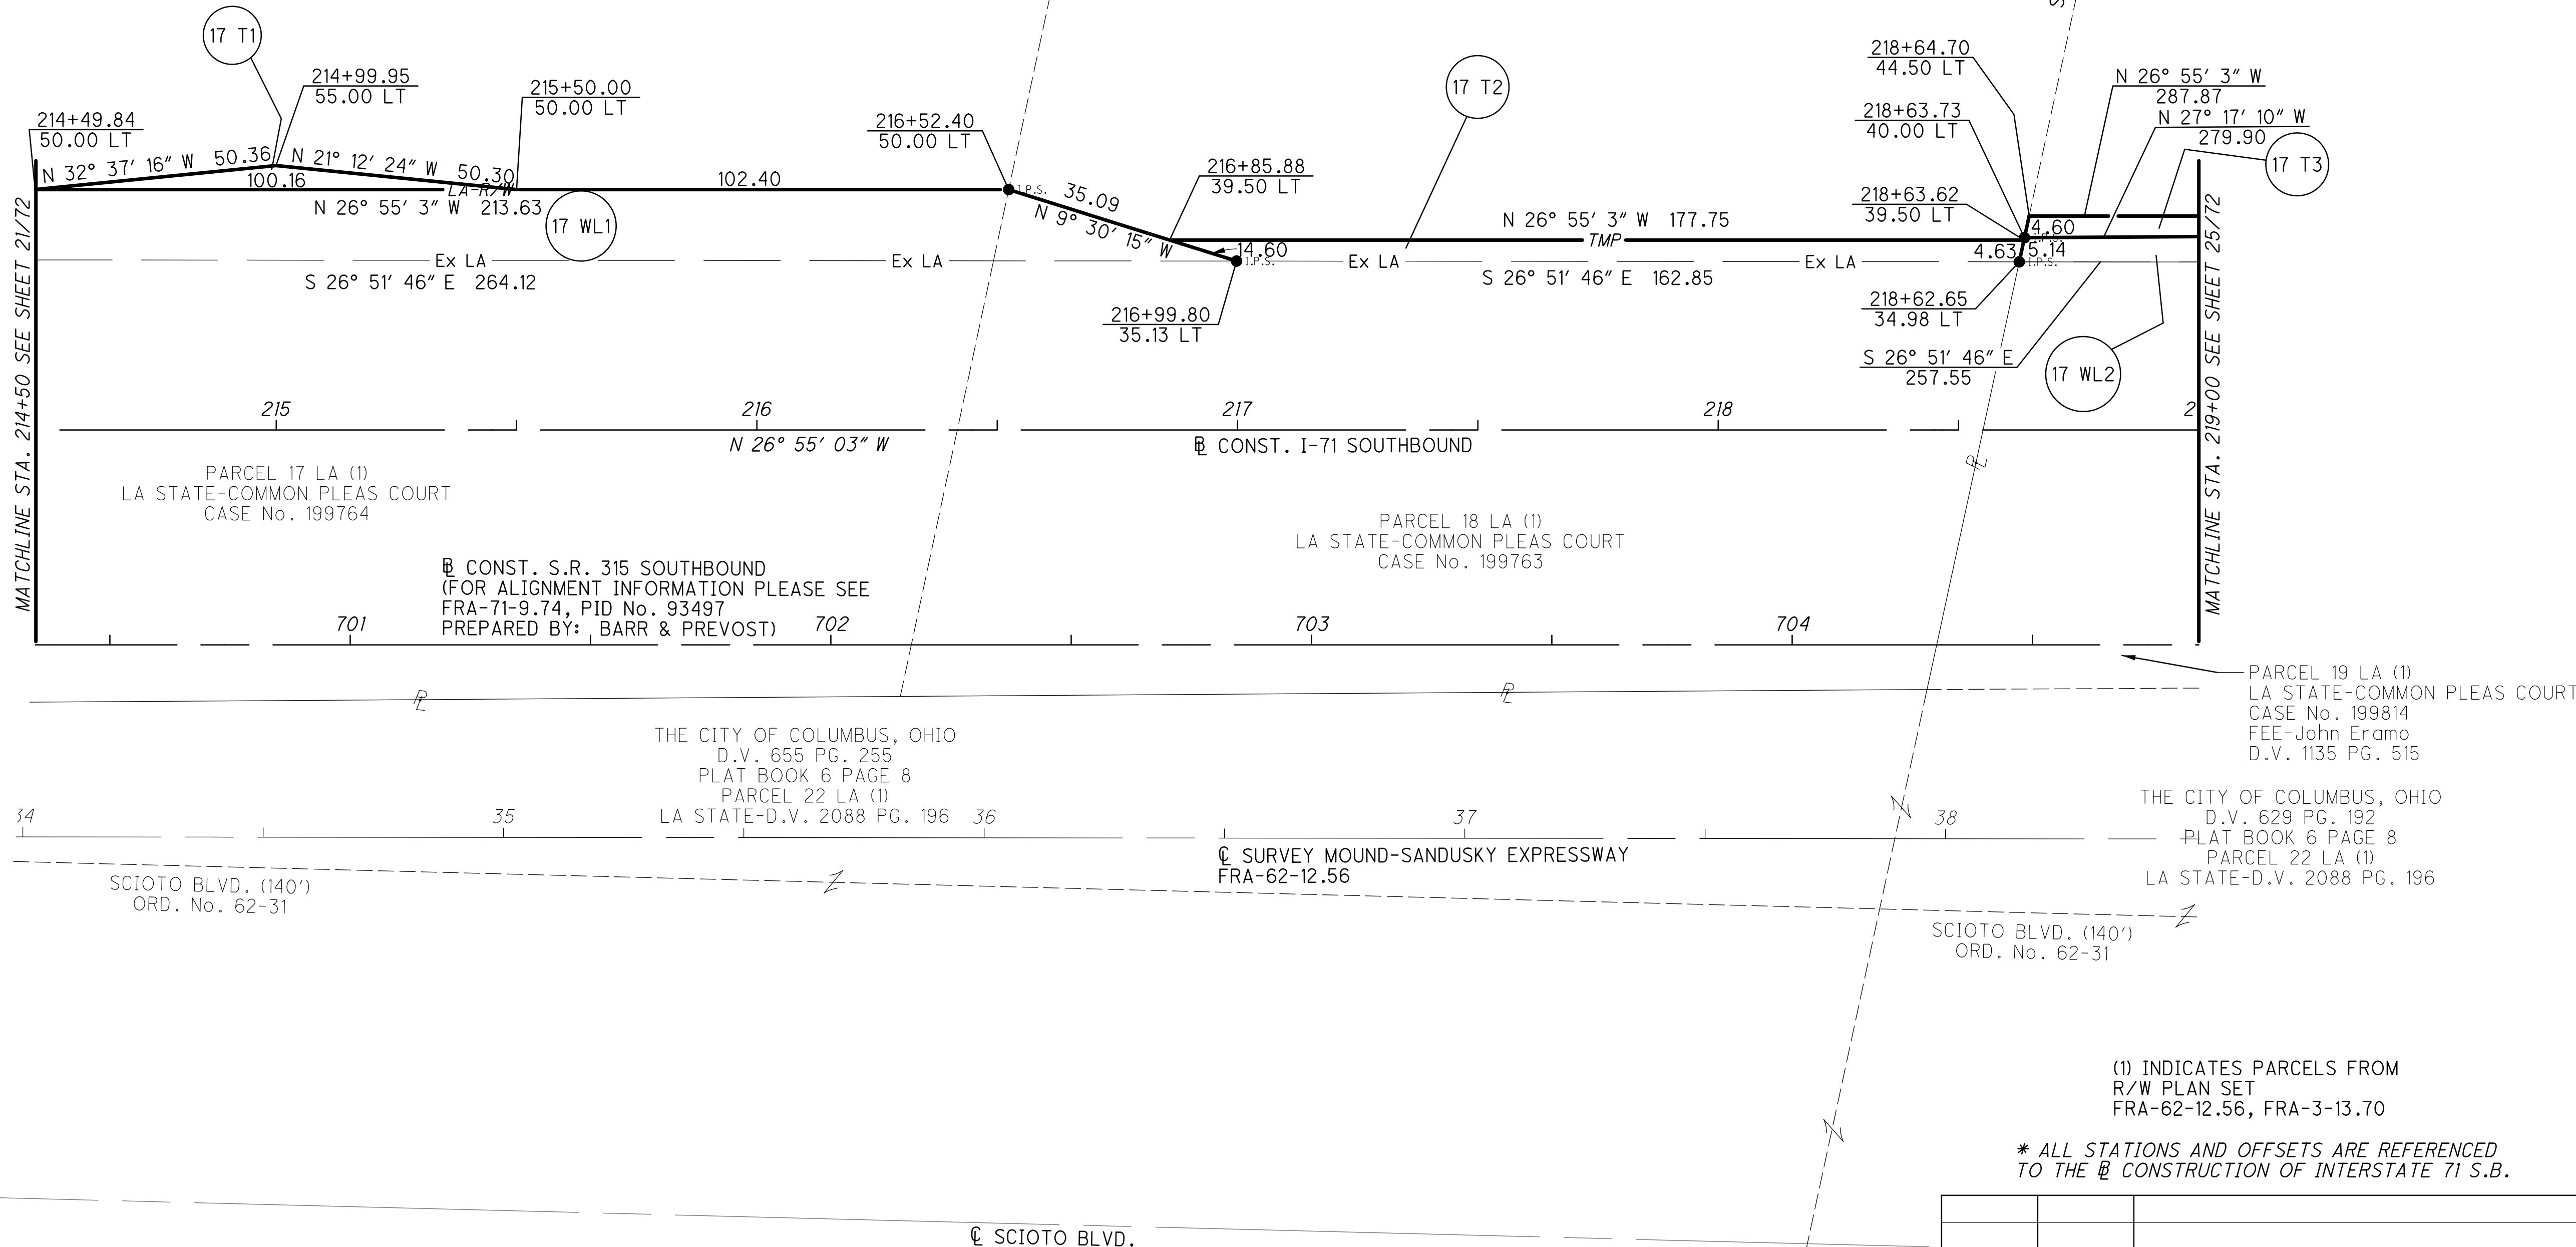 17 T1
214+99.95
55.00 LT
215+50.00
50.00 LT
214+49.84
50.00 LT
N 32° 37' 16" W 50.36
N 21° 12' 24" W 50.30
100.16
LA-R/W
N 26° 55' 3" W 213.63
17 WL1
102.40
216+52.40
50.00 LT
I.P.S.
35.09
N 9° 30' 15" W
14.60
I.P.S.
216+85.88
39.50 LT
17 T2
N 26° 55' 3" W 177.75
TMP
218+64.70
44.50 LT
218+63.73
40.00 LT
218+63.62
39.50 LT
N 26° 55' 3" W
287.87
N 27° 17' 10" W
279.90
17 T3
4.60
I.P.S.
4.63
5.14
I.P.S.
Ex LA
Ex LA
Ex LA
Ex LA
S 26° 51' 46" E 264.12
S 26° 51' 46" E 162.85
216+99.80
35.13 LT
218+62.65
34.98 LT
S 26° 51' 46" E
257.55
17 WL2
MATCHLINE STA. 214+50 SEE SHEET 21/72
MATCHLINE STA. 219+00 SEE SHEET 25/72
215
216
217
218
2
N 26° 55' 03" W
BL CONST. I-71 SOUTHBOUND
PL
PARCEL 17 LA (1)
LA STATE-COMMON PLEAS COURT
CASE No. 199764
PARCEL 18 LA (1)
LA STATE-COMMON PLEAS COURT
CASE No. 199763
BL CONST. S.R. 315 SOUTHBOUND
(FOR ALIGNMENT INFORMATION PLEASE SEE
FRA-71-9.74, PID No. 93497
PREPARED BY: BARR & PREVOST)
701
702
703
704
PL
PL
PARCEL 19 LA (1)
LA STATE-COMMON PLEAS COURT
CASE No. 199814
FEE-John Eramo
D.V. 1135 PG. 515
THE CITY OF COLUMBUS, OHIO
D.V. 655 PG. 255
PLAT BOOK 6 PAGE 8
PARCEL 22 LA (1)
LA STATE-D.V. 2088 PG. 196
THE CITY OF COLUMBUS, OHIO
D.V. 629 PG. 192
PLAT BOOK 6 PAGE 8
PARCEL 22 LA (1)
LA STATE-D.V. 2088 PG. 196
34
35
36
37
38
CL SURVEY MOUND-SANDUSKY EXPRESSWAY
FRA-62-12.56
SCIOTO BLVD. (140')
ORD. No. 62-31
SCIOTO BLVD. (140')
ORD. No. 62-31
(1) INDICATES PARCELS FROM
R/W PLAN SET
FRA-62-12.56, FRA-3-13.70
* ALL STATIONS AND OFFSETS ARE REFERENCED
TO THE BL CONSTRUCTION OF INTERSTATE 71 S.B.
CL SCIOTO BLVD.